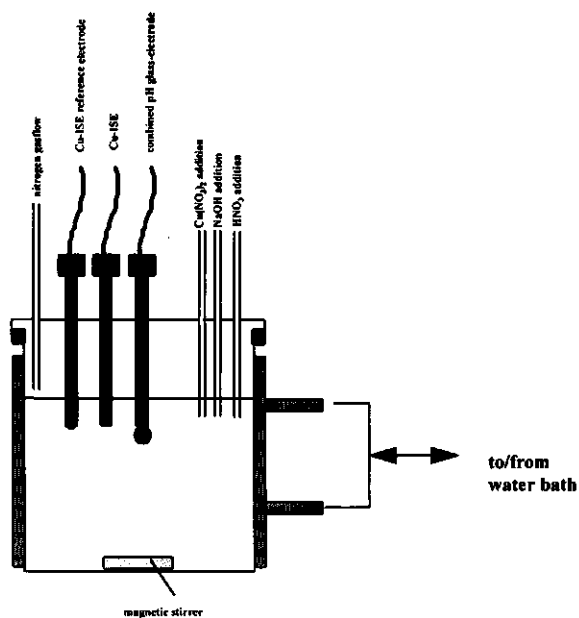 nitrogen gasflow
Cu-ISE reference electrode
Cu-ISE
combined pH glass-electrode
Cu(NO3)2 addition
NaOH addition
HNO3 addition
to/from
water bath
magnetic stirrer